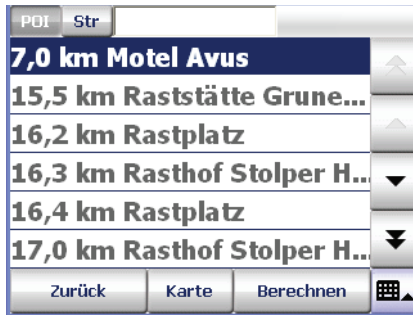 POI Str
7,0 km Motel Avus
15,5 km Raststätte Grune...
16,2 km Rastplatz
16,3 km Rasthof Stolper H...
16,4 km Rastplatz
17,0 km Rasthof Stolper H...
Zurück Karte Berechnen